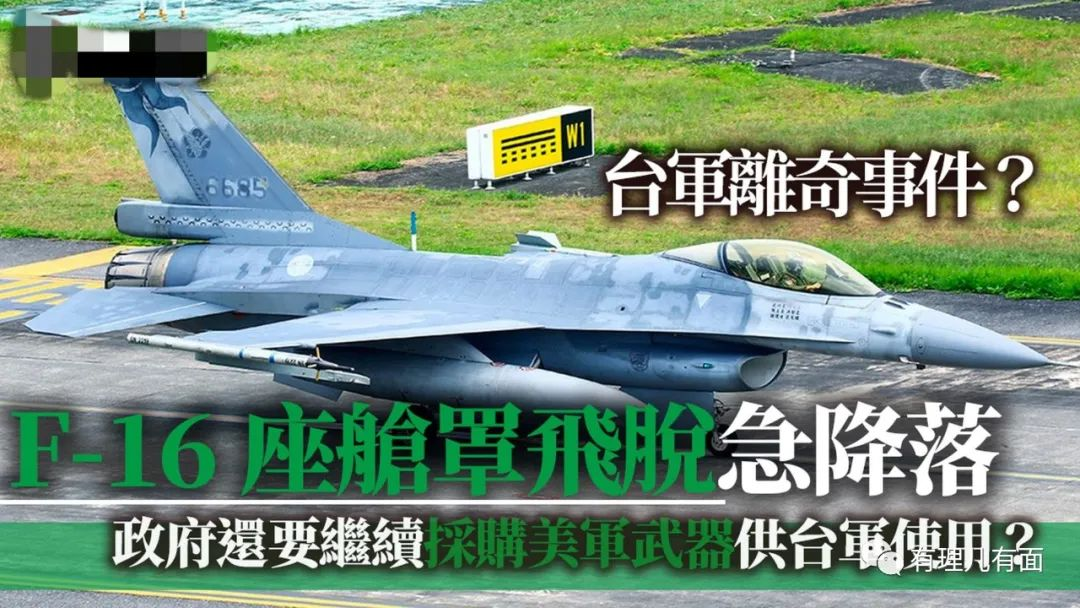 6685
W1
台軍離奇事件？
F-16 座艙罩飛脫急降落
政府還要繼續採購美軍武器供台軍使用？
有理凡有面